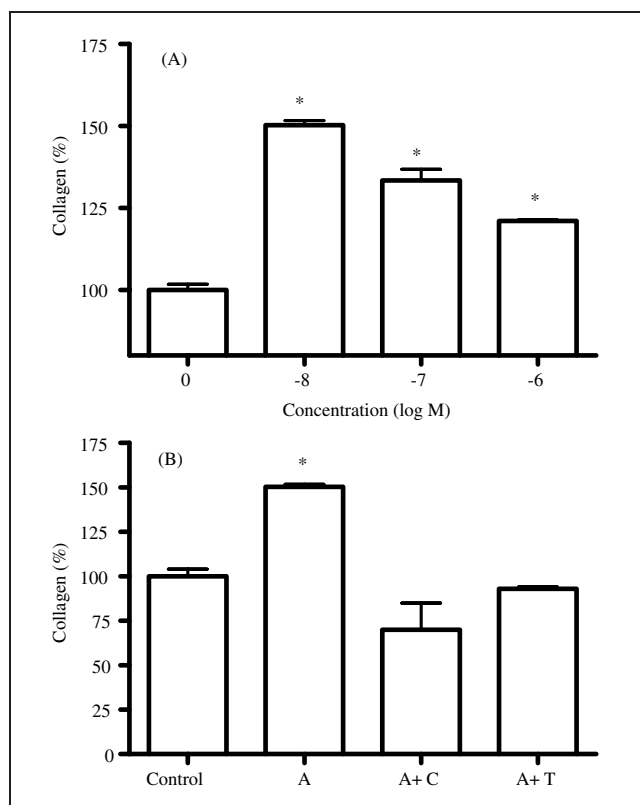 (A)
175
150
125
100
Collagen (%)
*
*
*
0 -8 -7 -6
Concentration (log M)
(B)
175
150
125
100
75
50
25
0
Collagen (%)
*
Control A A+ C A+ T